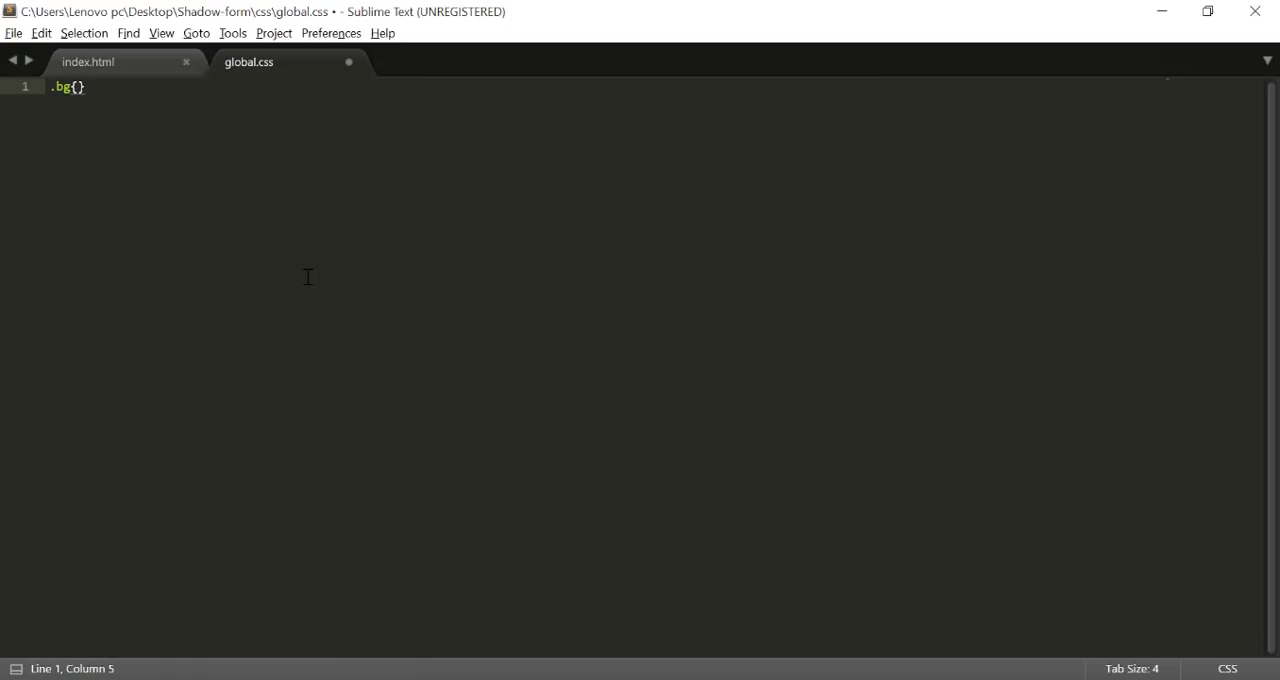 C:\Users\Lenovo pc\Desktop\Shadow-form\css\global.css • - Sublime Text (UNREGISTERED)
File Edit Selection Find View Goto Tools Project Preferences Help
index.html × global.css
1 .bg{}
Line 1, Column 5 Tab Size: 4 CSS